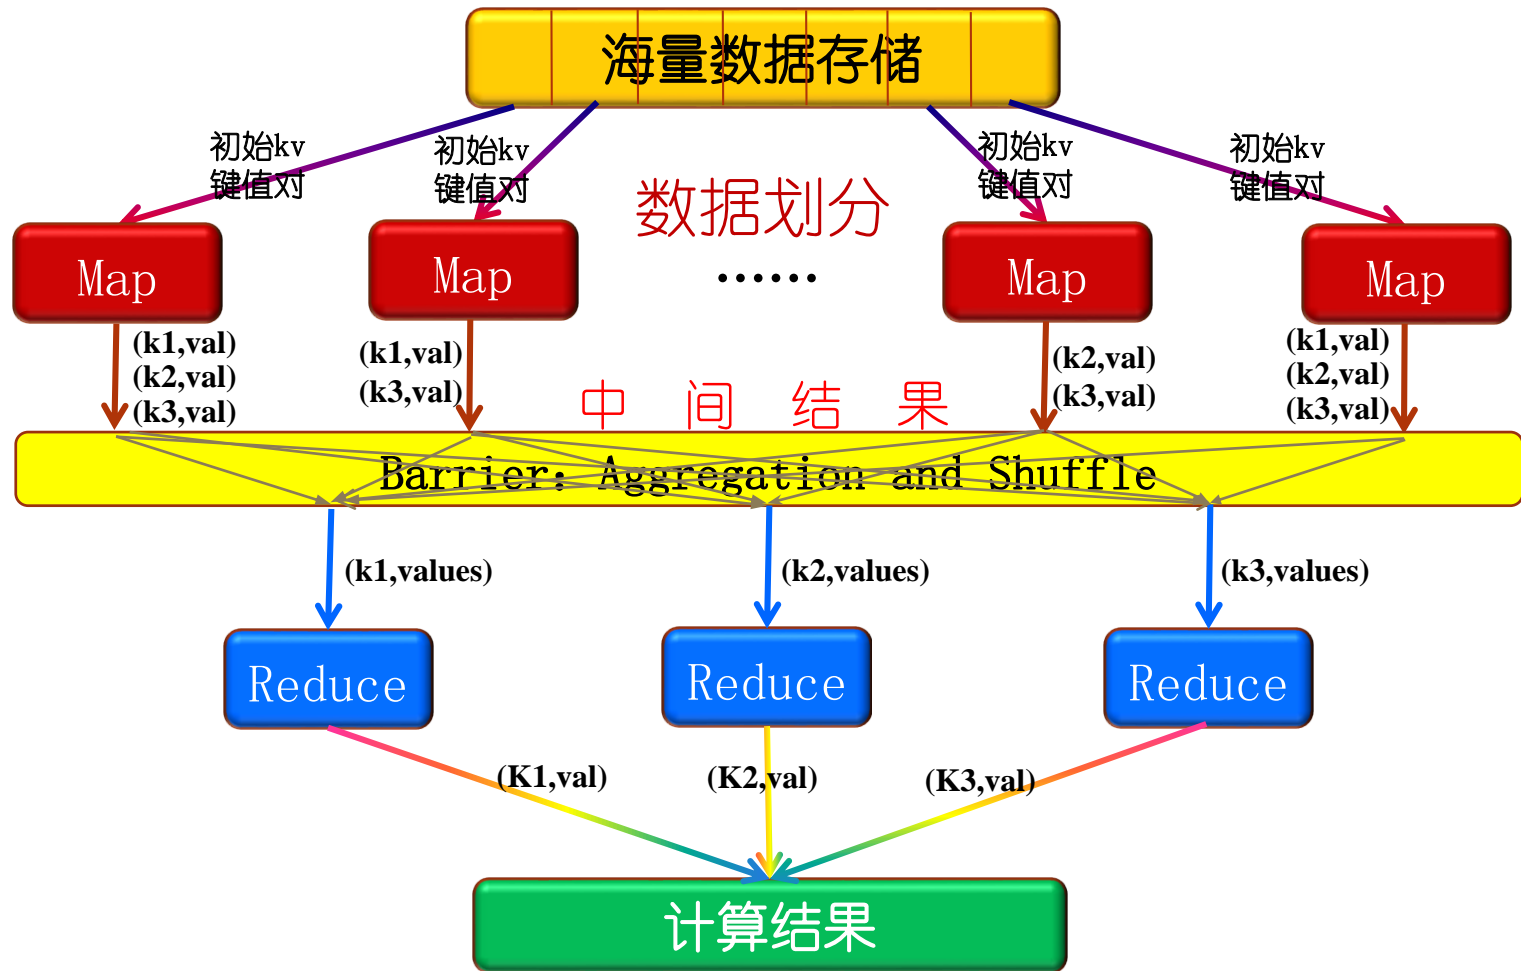 海量数据存储
初始kv
键值对
初始kv
键值对
初始kv
键值对
初始kv
键值对
数据划分
Map
Map
......
Map
Map
(k1,val)
(k2,val)
(k3,val)
(k1,val)
(k3,val)
(k2,val)
(k3,val)
(k1,val)
(k2,val)
(k3,val)
中 间 结 果
Barrier: Aggregation and Shuffle
(k1,values)
(k2,values)
(k3,values)
Reduce
Reduce
Reduce
(K1,val)
(K2,val)
(K3,val)
计算结果